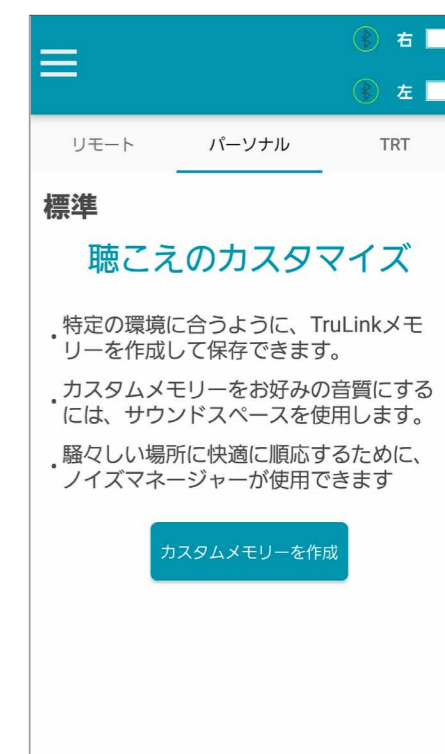 右
左
リモート パーソナル TRT
標準
聴こえのカスタマイズ
・特定の環境に合うように、TruLinkメモ
リーを作成して保存できます。
・カスタムメモリーをお好みの音質にする
には、サウンドスペースを使用します。
・騒々しい場所に快適に順応するために、
ノイズマネージャーが使用できます
カスタムメモリーを作成